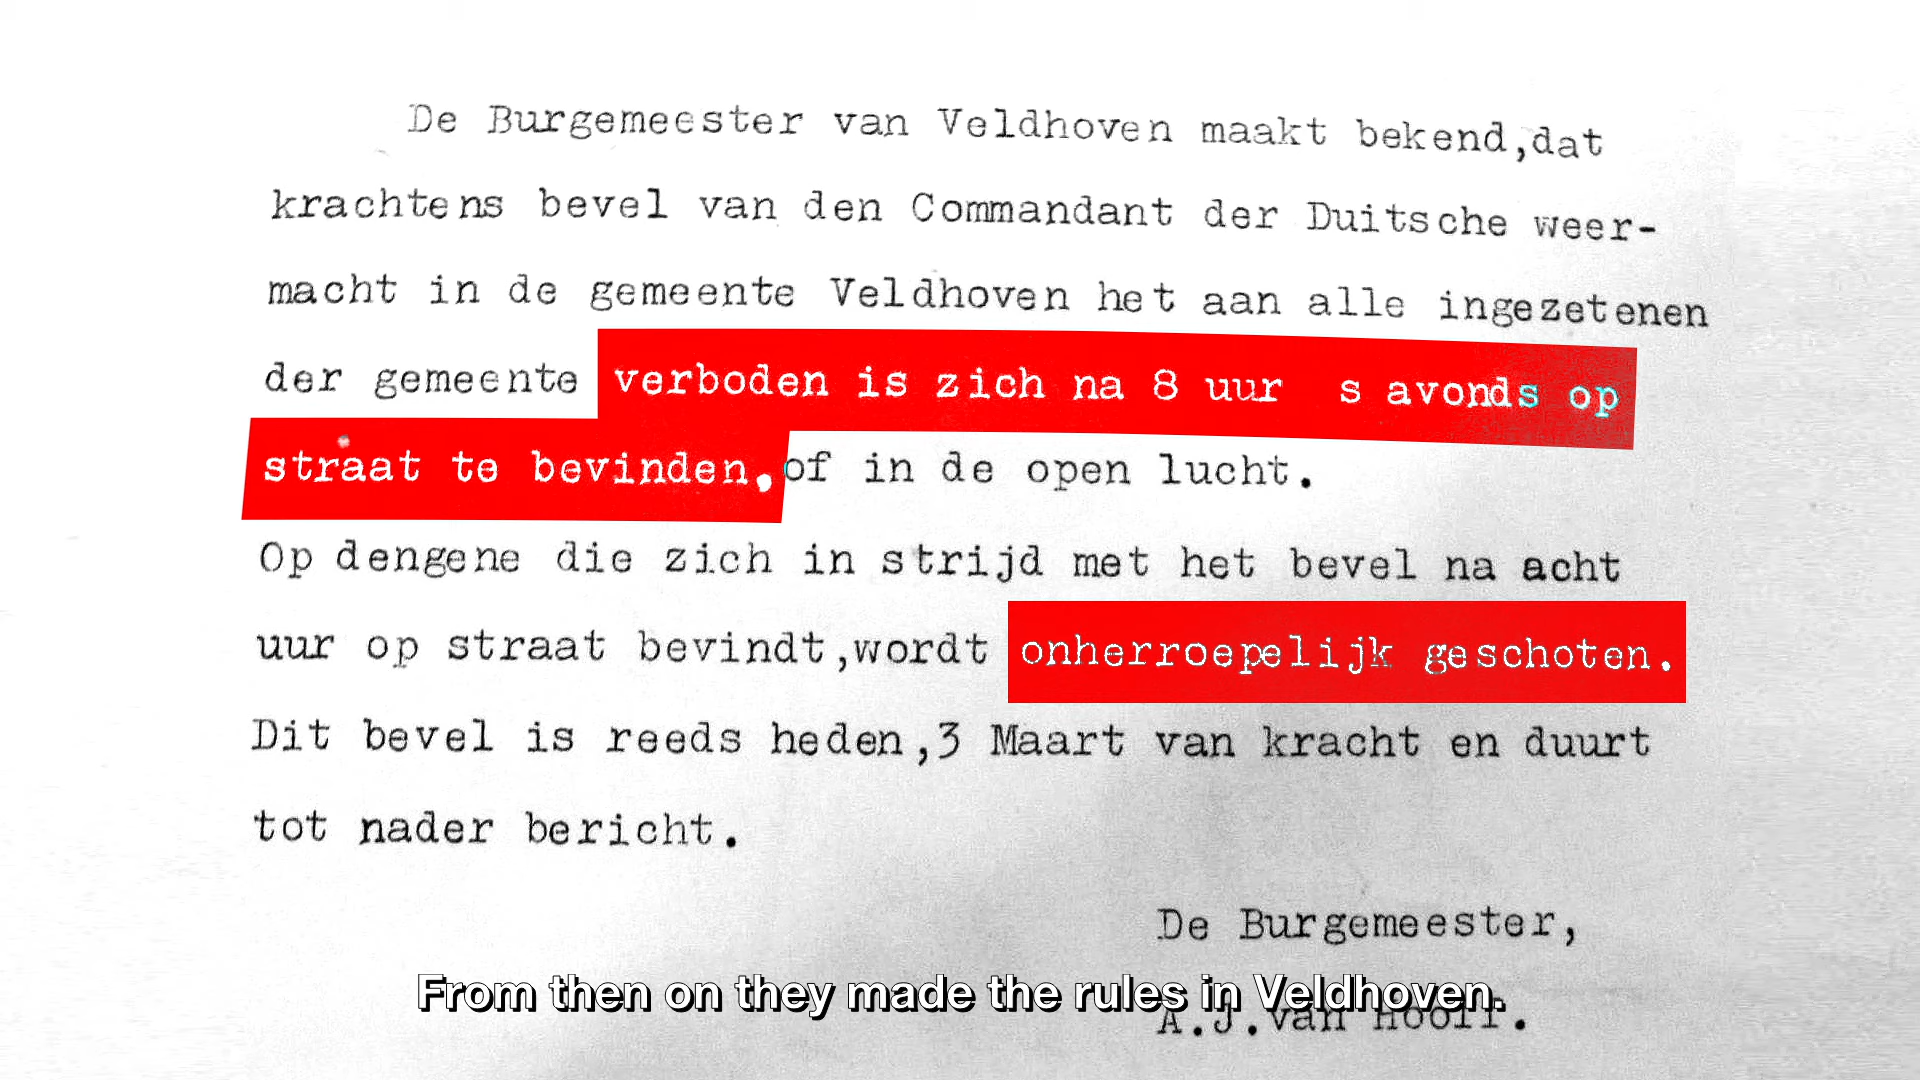 De Burgemeester van Veldhoven maakt bekend,dat
krachtens bevel van den Commandant der Duitsche weer-
macht in de gemeente Veldhoven het aan alle ingezetenen
der gemeente verboden is zich na 8 uur s avonds op
straat te bevinden,of in de open lucht.
Op dengene die zich in strijd met het bevel na acht
uur op straat bevindt,wordt onherroepelijk geschoten.
Dit bevel is reeds heden,3 Maart van kracht en duurt
tot nader bericht.
De Burgemeester,
From then on they made the rules in Veldhoven.
A.J.van Hooff.